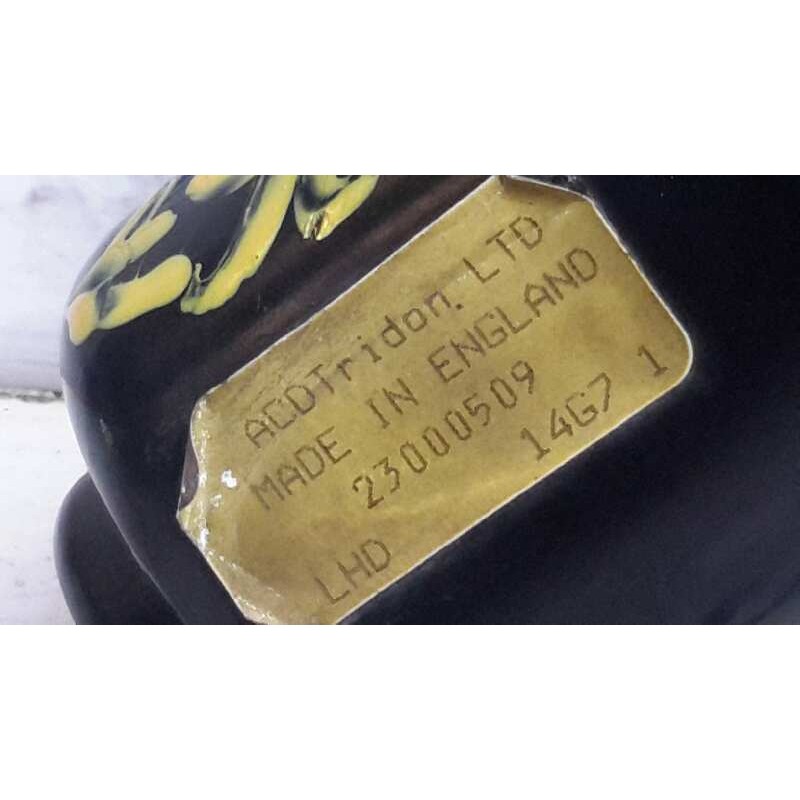 ACDTridon. LTD
MADE IN ENGLAND
23000509
14G7 1
LHD